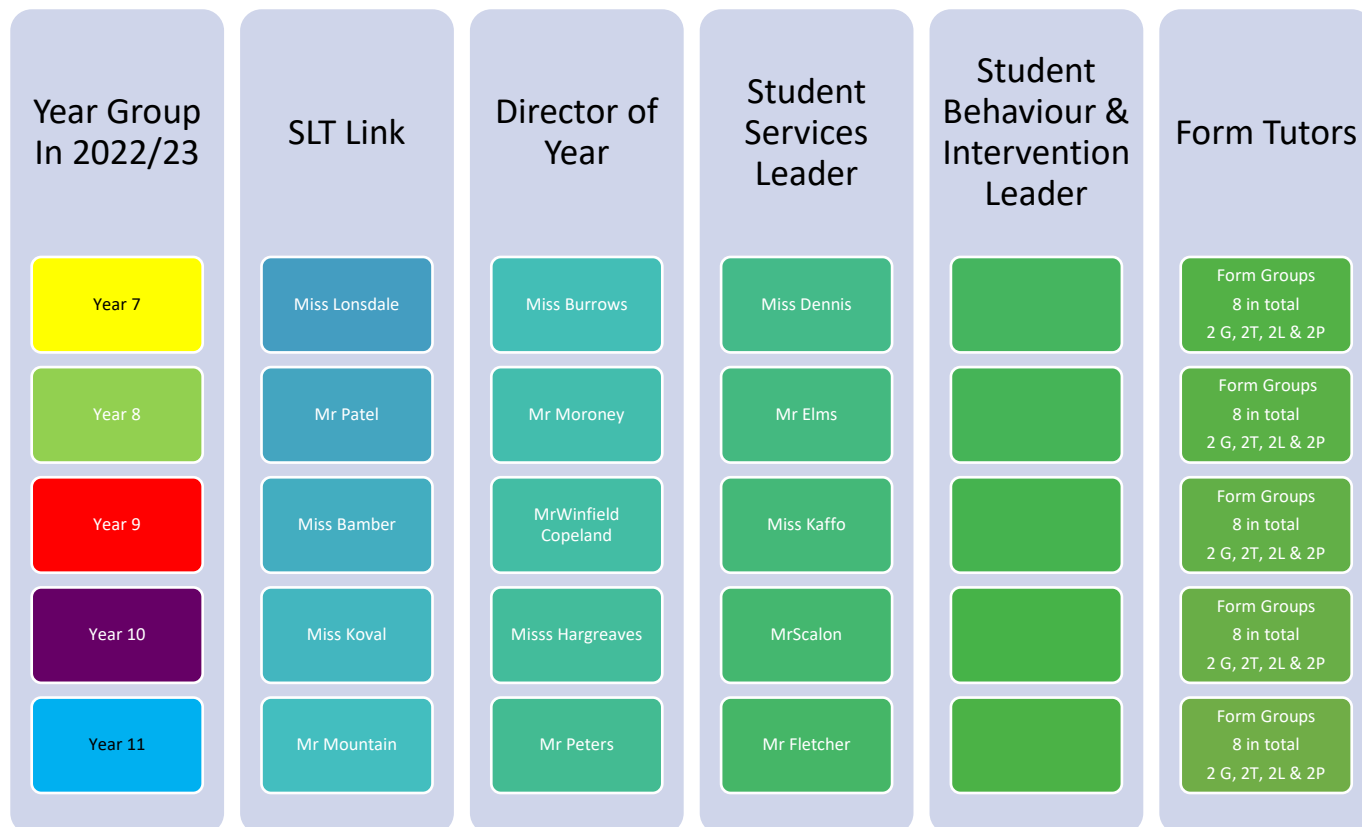 Year Group
In 2022/23
SLT Link
Director of
Year
Student
Services
Leader
Student
Behaviour &
Intervention
Leader
Form Tutors
Year 7
Miss Lonsdale
Miss Burrows
Miss Dennis
Form Groups
8 in total
2 G, 2T, 2L & 2P
Year 8
Mr Patel
Mr Moroney
Mr Elms
Form Groups
8 in total
2 G, 2T, 2L & 2P
Year 9
Miss Bamber
MrWinfield
Copeland
Miss Kaffo
Form Groups
8 in total
2 G, 2T, 2L & 2P
Year 10
Miss Koval
Misss Hargreaves
MrScalon
Form Groups
8 in total
2 G, 2T, 2L & 2P
Year 11
Mr Mountain
Mr Peters
Mr Fletcher
Form Groups
8 in total
2 G, 2T, 2L & 2P